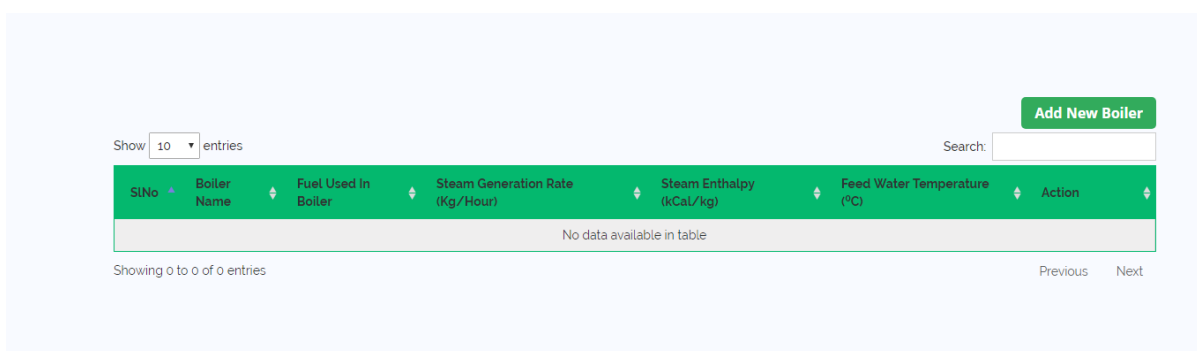 Add New Boiler
Show 10 entries
Search:
SlNo
Boiler
Name
Fuel Used In
Boiler
Steam Generation Rate
(Kg/Hour)
Steam Enthalpy
(kCal/kg)
Feed Water Temperature
(⁰C)
Action
No data available in table
Showing 0 to 0 of 0 entries
Previous Next